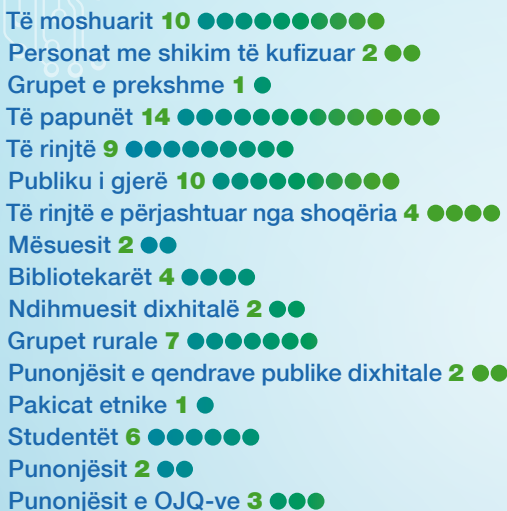 Të moshuarit 10
Personat me shikim të kufizuar 2
Grupet e prekshme 1
Të papunët 14
Të rinjtë 9
Publiku i gjerë 10
Të rinjtë e përjashtuar nga shoqëria 4
Mësuesit 2
Bibliotekarët 4
Ndihmuesit dixhitalë 2
Grupet rurale 7
Punonjësit e qendrave publike dixhitale 2
Pakicat etnike 1
Studentët 6
Punonjësit 2
Punonjësit e OJQ-ve 3